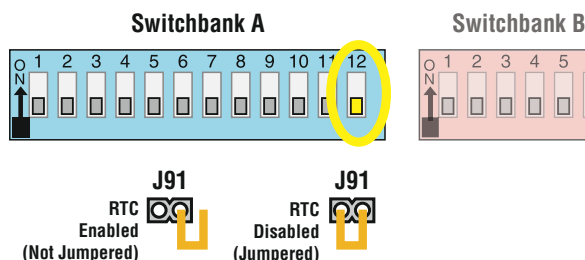 Switchbank A
Switchbank B
ON 1 2 3 4 5 6 7 8 9 10 11 12
ON 1 2 3 4 5
J91
RTC
Enabled
(Not Jumpered)
J91
RTC
Disabled
(Jumpered)